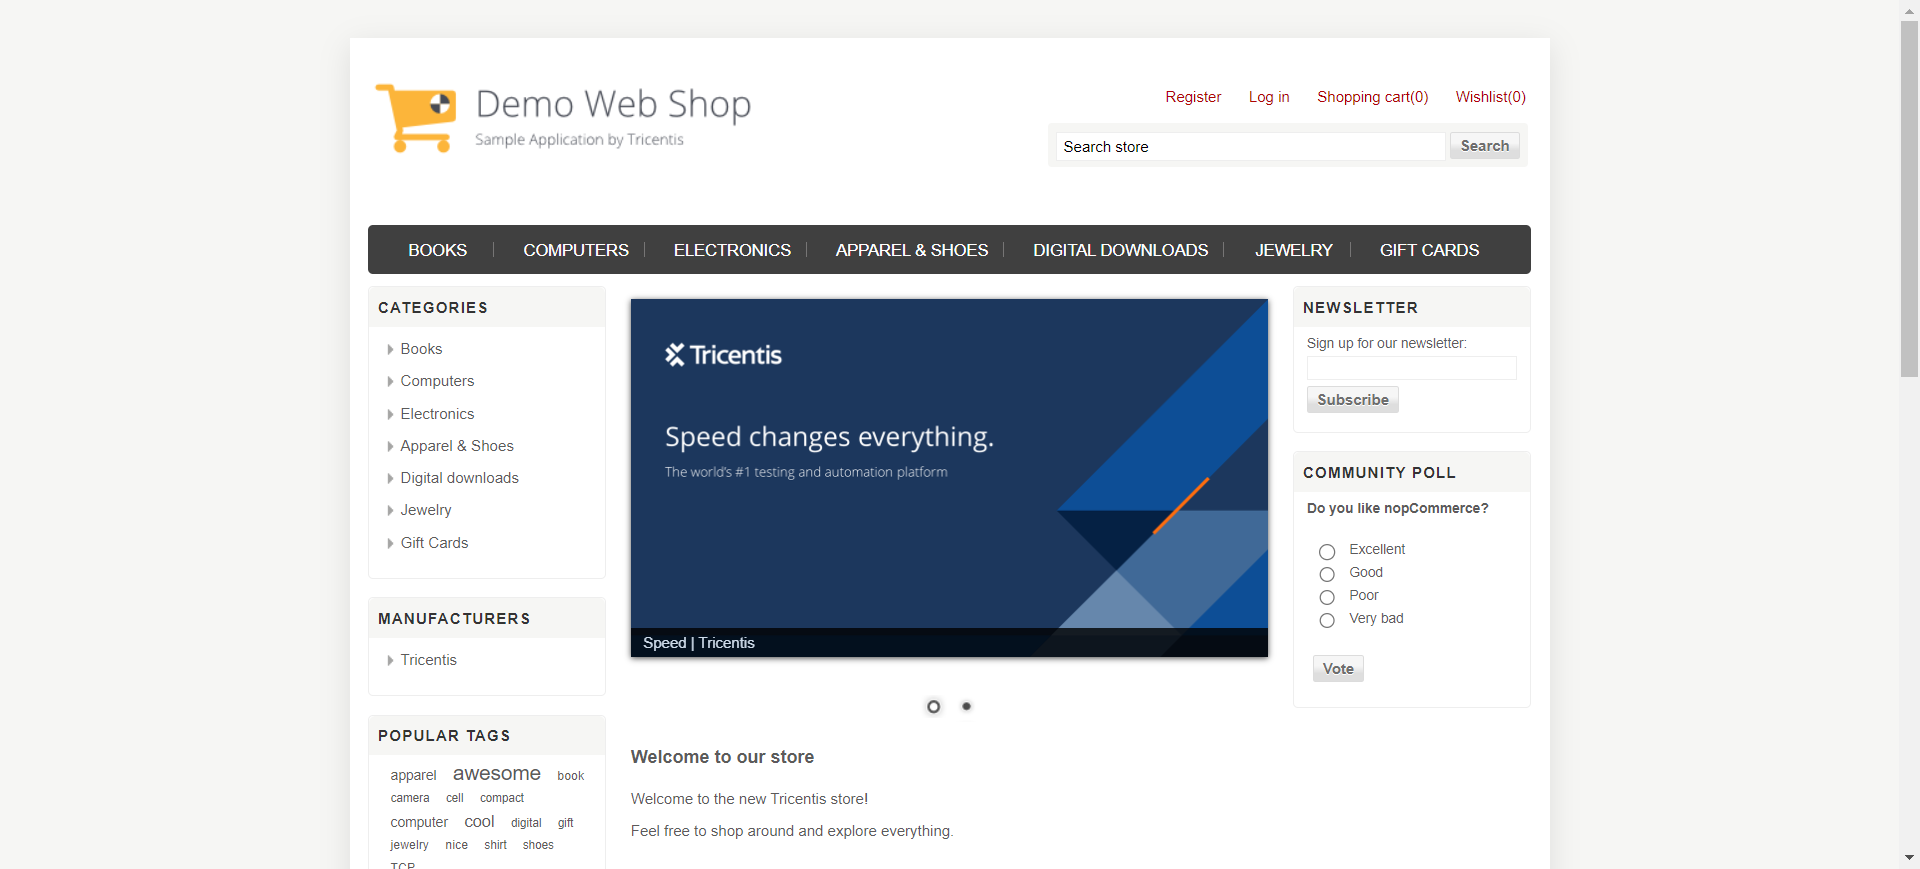 Demo Web Shop
Sample Application by Tricentis
Register Log in Shopping cart(0) Wishlist(0)
Search store Search
BOOKS COMPUTERS ELECTRONICS APPAREL & SHOES DIGITAL DOWNLOADS JEWELRY GIFT CARDS
CATEGORIES
Books
Computers
Electronics
Apparel & Shoes
Digital downloads
Jewelry
Gift Cards
MANUFACTURERS
Tricentis
POPULAR TAGS
apparel awesome book
camera cell compact
computer cool digital gift
jewelry nice shirt shoes
TCP
Tricentis
Speed changes everything.
The world's #1 testing and automation platform
Speed | Tricentis
Welcome to our store
Welcome to the new Tricentis store!
Feel free to shop around and explore everything.
NEWSLETTER
Sign up for our newsletter:
Subscribe
COMMUNITY POLL
Do you like nopCommerce?
Excellent
Good
Poor
Very bad
Vote